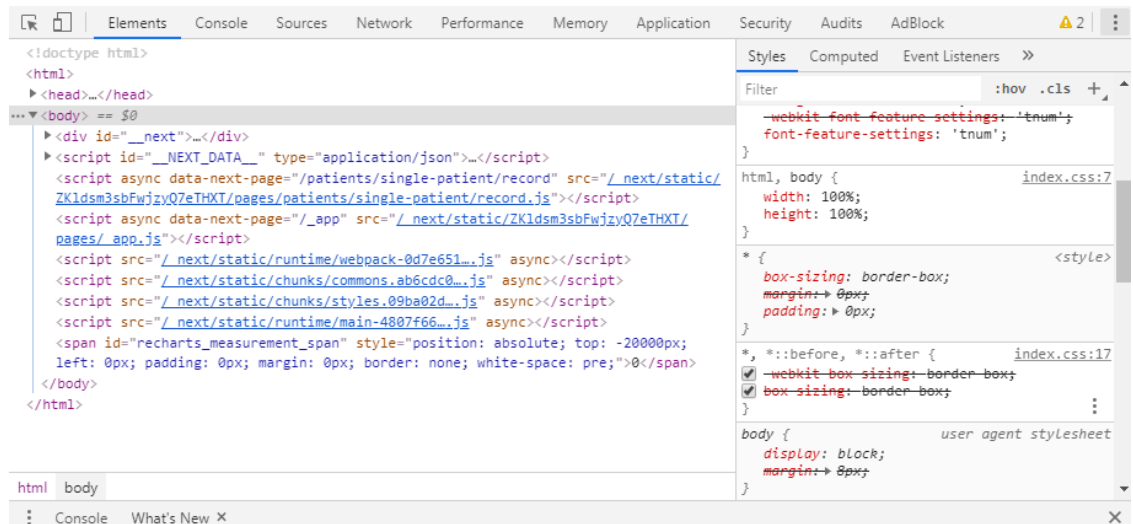 Elements Console Sources Network Performance Memory Application Security Audits AdBlock 2
<!doctype html>
<html>
<head>…</head>
<body> == $0
<div id="__next">…</div>
<script id="__NEXT_DATA__" type="application/json">…</script>
<script async data-next-page="/patients/single-patient/record" src="/_next/static/
ZKldsm3sbFwjzyQ7eTHXT/pages/patients/single-patient/record.js"></script>
<script async data-next-page="/_app" src="/_next/static/ZKldsm3sbFwjzyQ7eTHXT/
pages/_app.js"></script>
<script src="/_next/static/runtime/webpack-0d7e651….js" async></script>
<script src="/_next/static/chunks/commons.ab6cdc0….js" async></script>
<script src="/_next/static/chunks/styles.09ba02d….js" async></script>
<script src="/_next/static/runtime/main-4807f66….js" async></script>
<span id="recharts_measurement_span" style="position: absolute; top: -20000px;
left: 0px; padding: 0px; margin: 0px; border: none; white-space: pre;">0</span>
</body>
</html>
html body
Styles Computed Event Listeners »
Filter :hov .cls +
-webkit-font-feature-settings: 'tnum';
font-feature-settings: 'tnum';
}
html, body { index.css:7
width: 100%;
height: 100%;
}
* { <style>
box-sizing: border-box;
margin: 0px;
padding: 0px;
}
*, *::before, *::after { index.css:17
-webkit-box-sizing: border-box;
box-sizing: border-box;
}
body { user agent stylesheet
display: block;
margin: 8px;
}
Console What's New ×